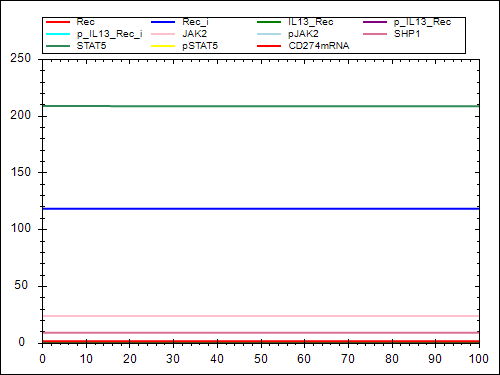 Rec Rec_i IL13_Rec p_IL13_Rec
p_IL13_Rec_i JAK2 pJAK2 SHP1
STAT5 pSTAT5 CD274mRNA
250
200
150
100
50
0
0 10 20 30 40 50 60 70 80 90 100